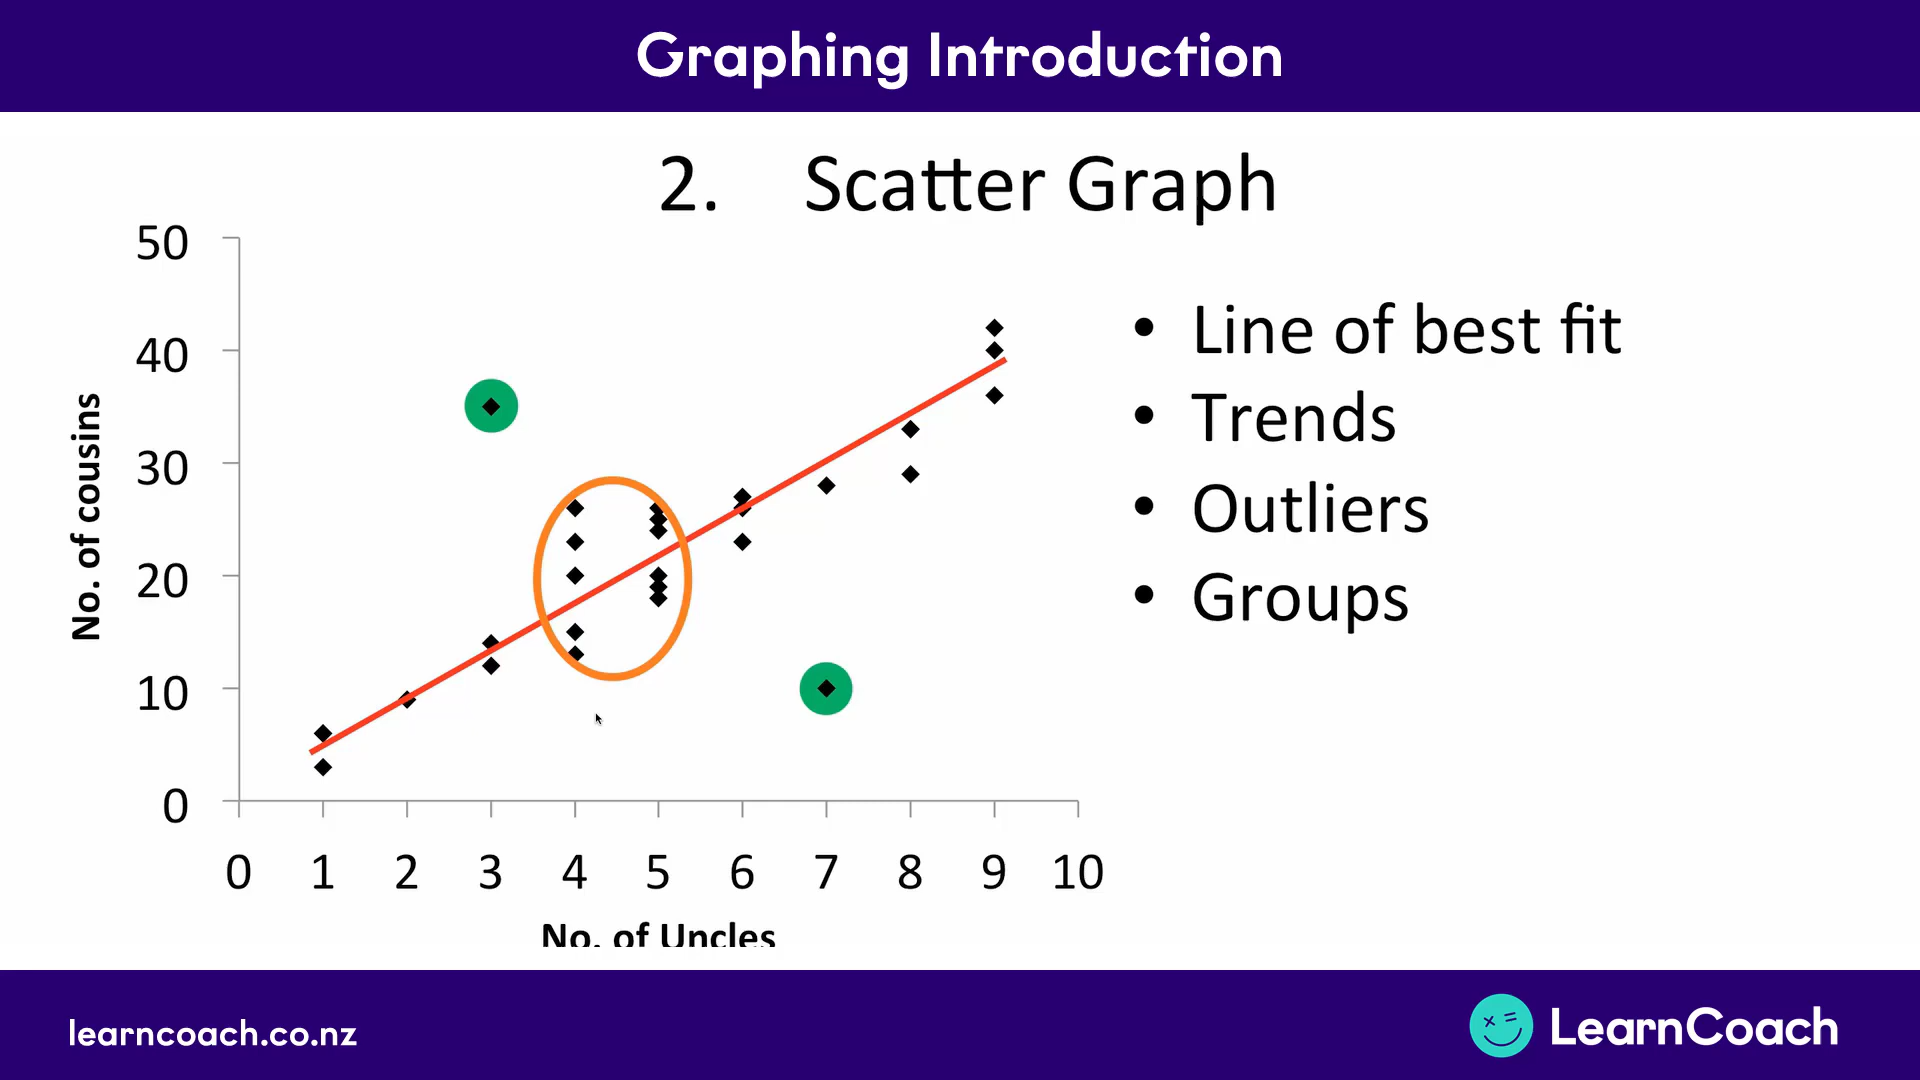 Graphing Introduction
2. Scatter Graph
50
40
30
20
10
0
No. of cousins
0 1 2 3 4 5 6 7 8 9 10
No. of Uncles
• Line of best fit
• Trends
• Outliers
• Groups
learncoach.co.nz
LearnCoach